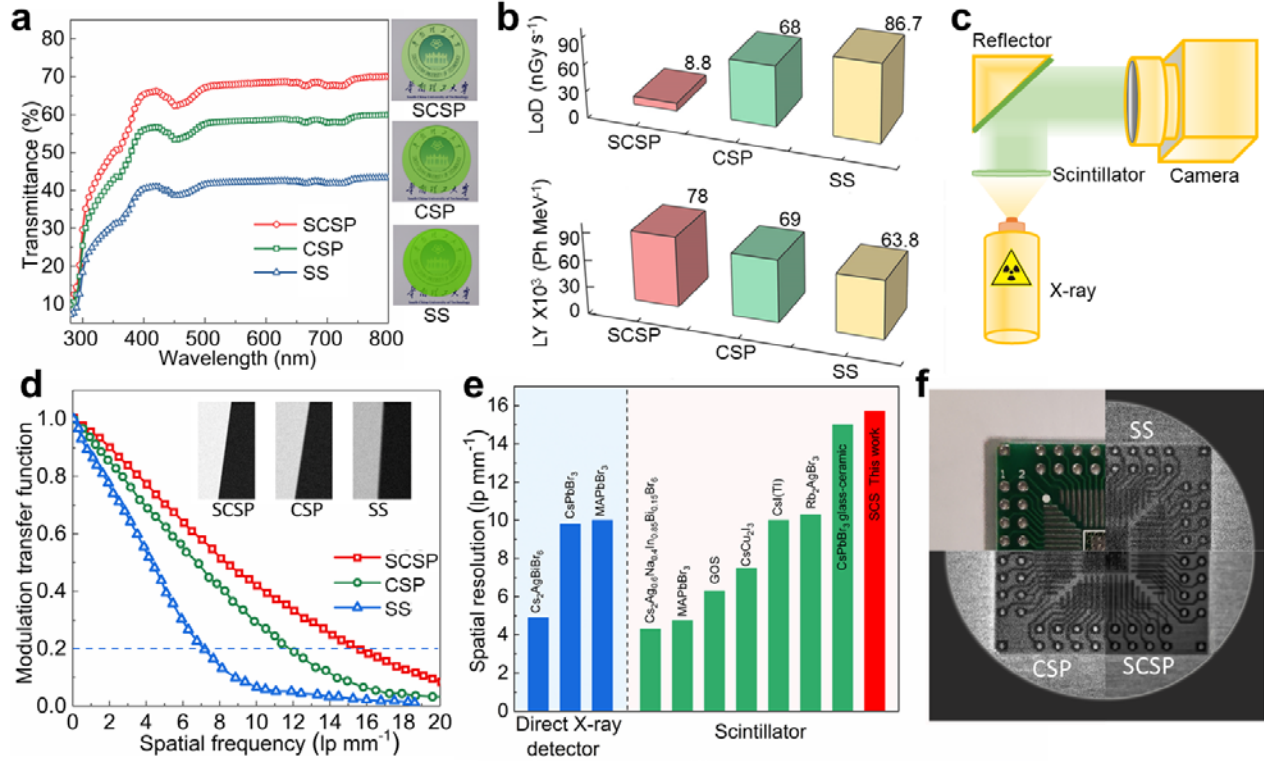 a
80
70
60
50
40
30
20
10
Transmittance (%)
SCSP
CSP
SS
300 400 500 600 700 800
Wavelength (nm)
SCSP
CSP
SS
b
LoD (nGy s⁻¹)
90
60
30
0
8.8
68
86.7
SCSP
CSP
SS
LY X10³ (Ph MeV⁻¹)
90
60
30
0
78
69
63.8
SCSP
CSP
SS
c
Reflector
Scintillator
Camera
X-ray
d
Modulation transfer function
1.0
0.8
0.6
0.4
0.2
0.0
SCSP CSP SS
SCSP
CSP
SS
0 2 4 6 8 10 12 14 16 18 20
Spatial frequency (lp mm⁻¹)
e
Spatial resolution (lp mm⁻¹)
16
14
12
10
8
6
4
2
0
Cs₂AgBiBr₆
CsPbBr₃
MAPbBr₃
Cs₂Ag₀.₆Na₀.₄In₀.₈₅Bi₀.₁₅Br₆
MAPbBr₃
GOS
CsCu₂I₃
CsI(Tl)
Rb₂AgBr₃
CsPbBr₃ glass-ceramic
SCS This work
Direct X-ray
detector
Scintillator
f
SS
1 2
CSP
SCSP